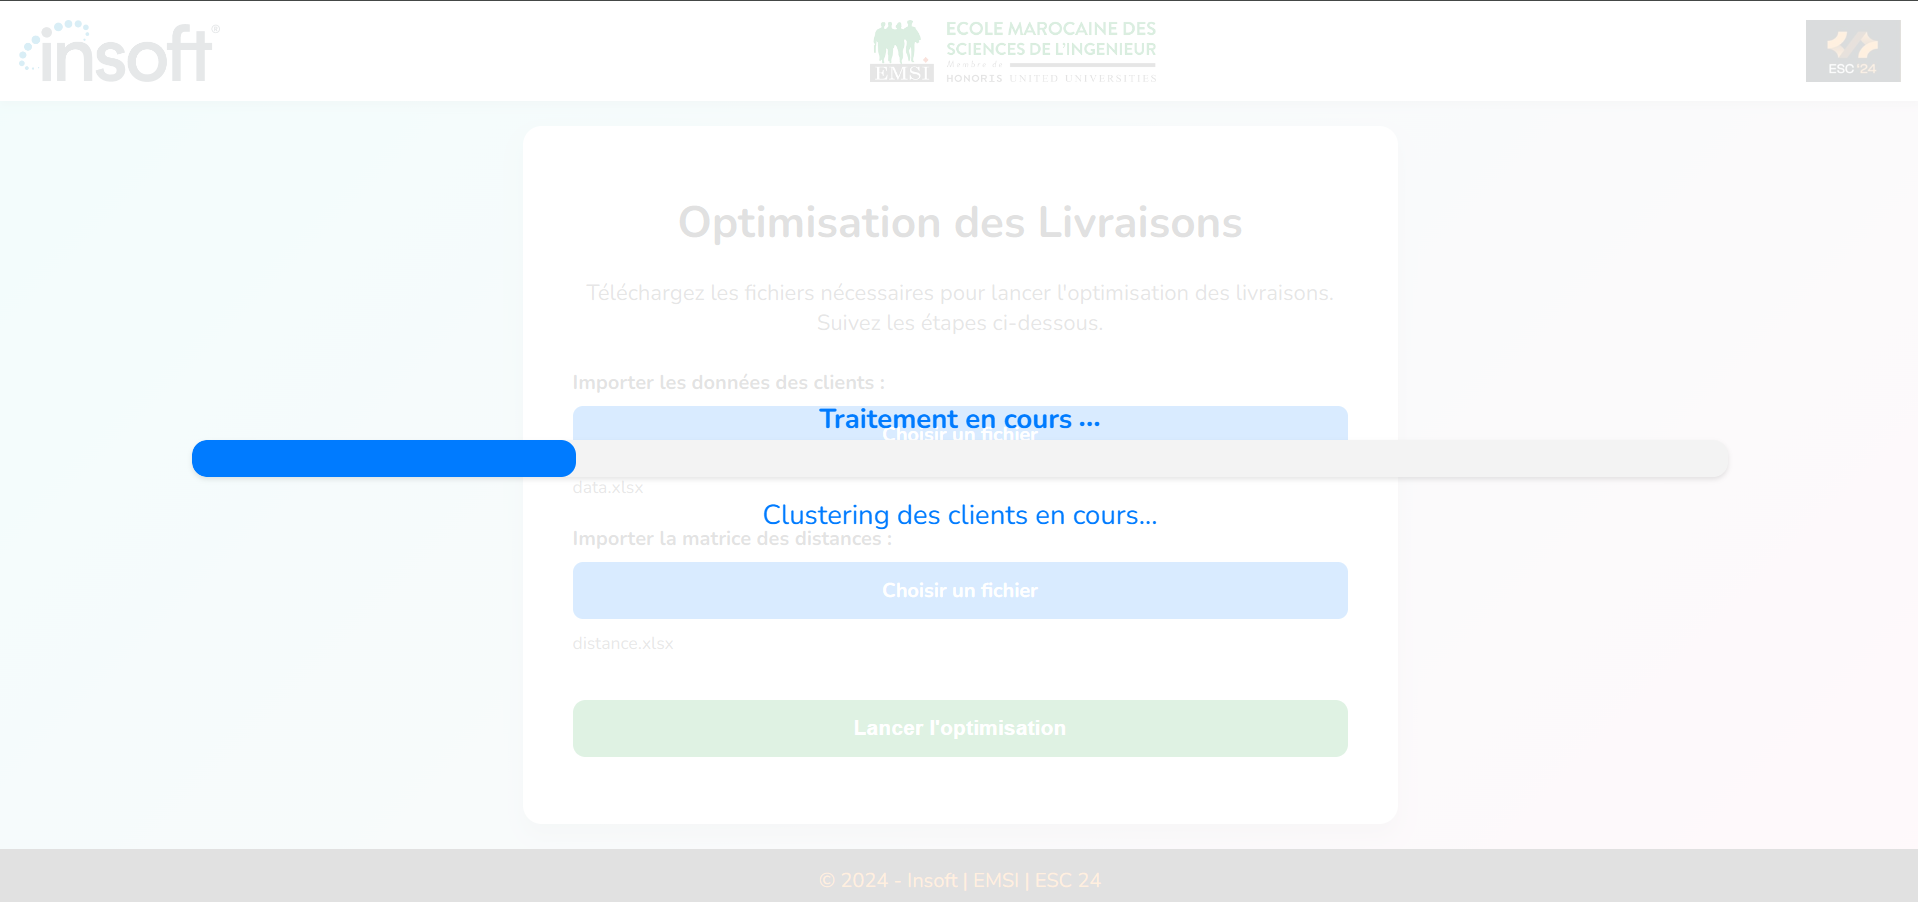 insoft®
ECOLE MAROCAINE DES
SCIENCES DE L'INGENIEUR
Membre de
EMSI
HONORIS UNITED UNIVERSITIES
ESC '24
Optimisation des Livraisons
Téléchargez les fichiers nécessaires pour lancer l'optimisation des livraisons.
Suivez les étapes ci-dessous.
Importer les données des clients :
Traitement en cours ...
Choisir un fichier
data.xlsx
Clustering des clients en cours...
Importer la matrice des distances :
Choisir un fichier
distance.xlsx
Lancer l'optimisation
© 2024 - Insoft | EMSI | ESC 24